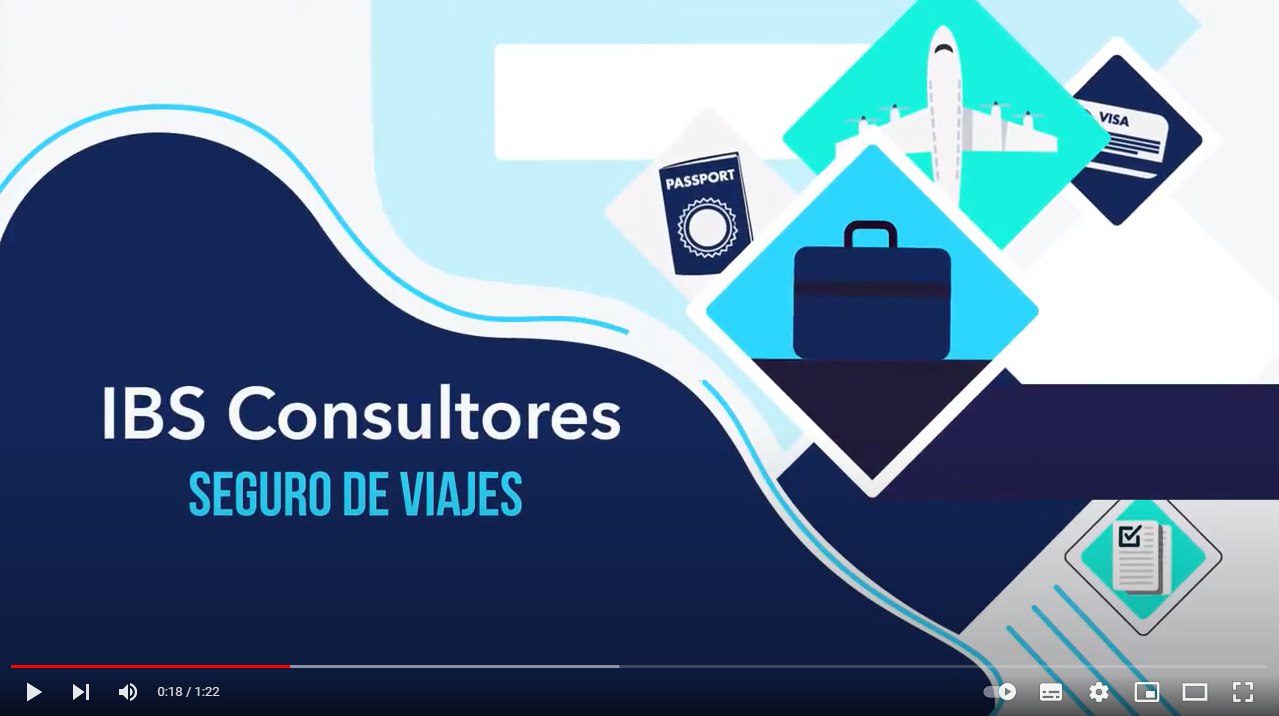 VISA
PASSPORT
IBS Consultores
SEGURO DE VIAJES
0:18 / 1:22